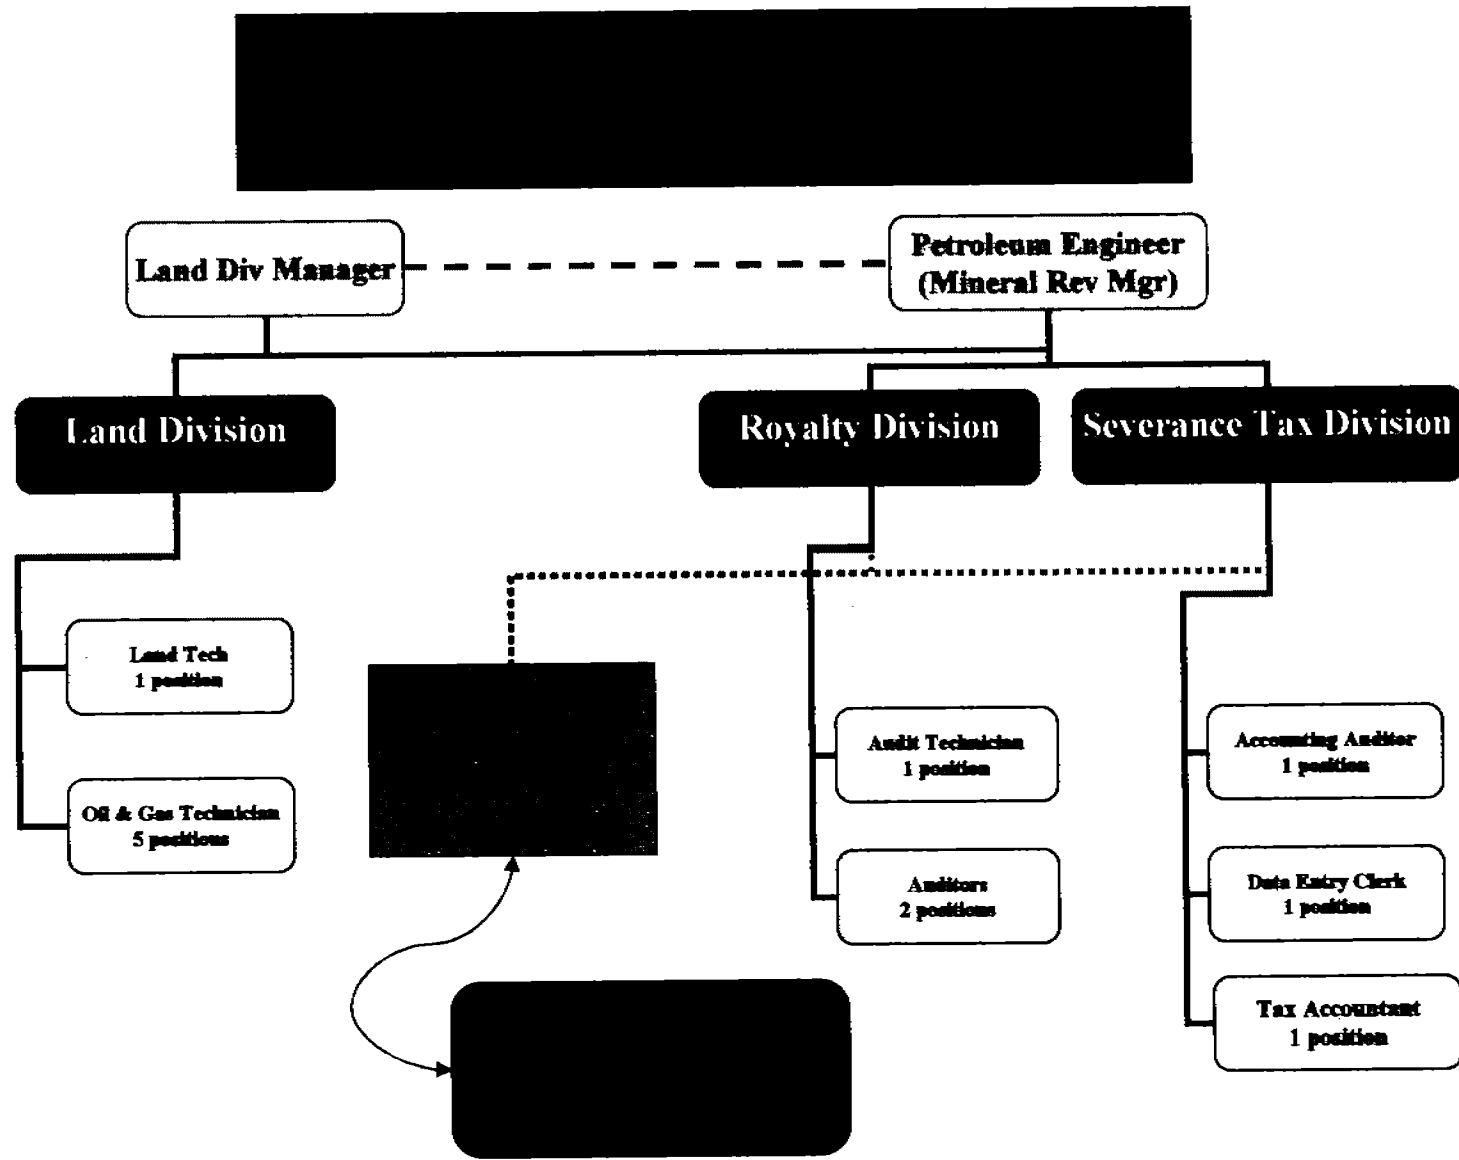 Land Div Manager
Petroleum Engineer
(Mineral Rev Mgr)
Land Division
Royalty Division
Severance Tax Division
Land Tech
1 position
Oil & Gas Technician
5 positions
Audit Technician
1 position
Auditors
2 positions
Accounting Auditor
1 position
Data Entry Clerk
1 position
Tax Accountant
1 position